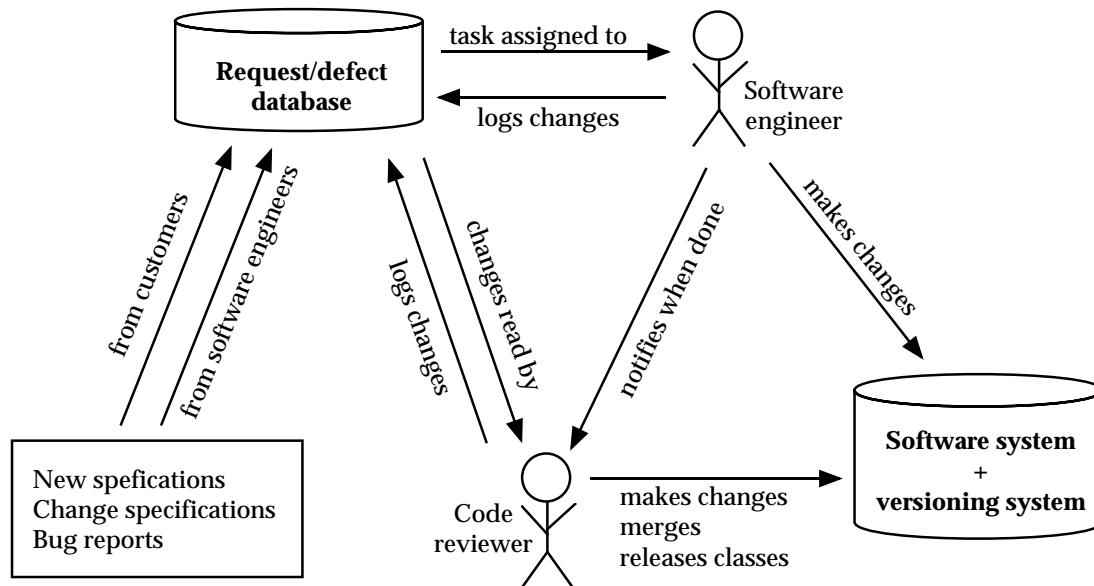 task assigned to
Request/defect
database
logs changes
Software
engineer
from customers
from software engineers
logs changes
changes read by
notifies when done
makes changes
New spefications
Change specifications
Bug reports
Code
reviewer
makes changes
merges
releases classes
Software system
+
versioning system